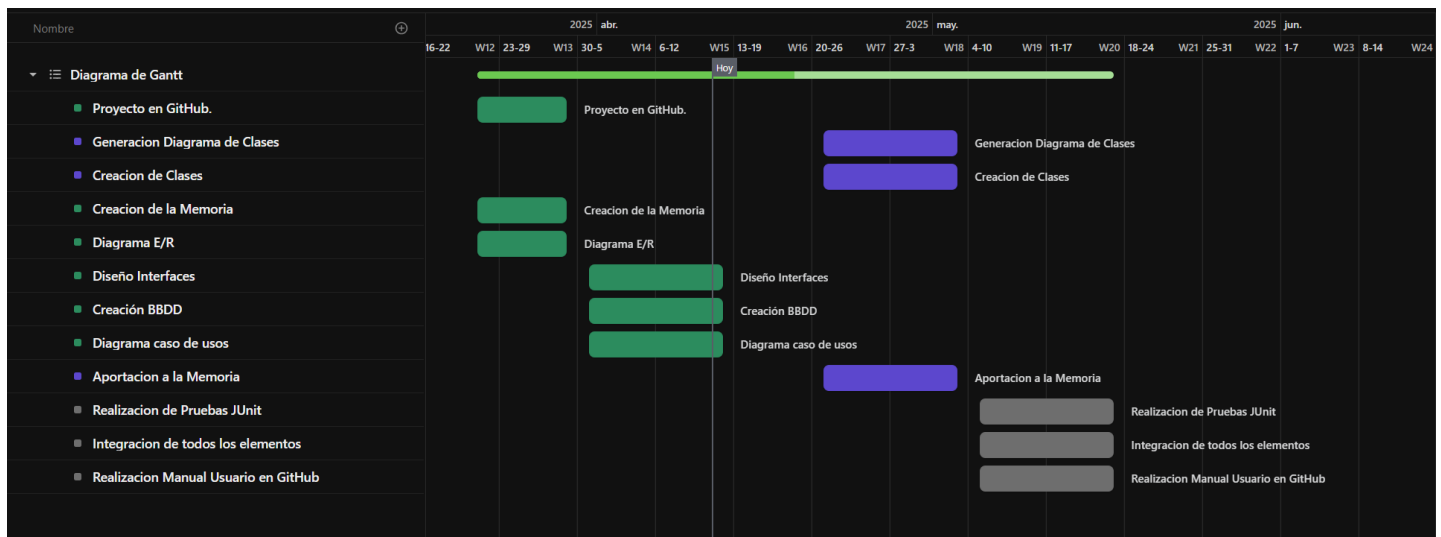 Nombre
2025 abr. 2025 may. 2025 jun.
16-22 W12 23-29 W13 30-5 W14 6-12 W15 13-19 W16 20-26 W17 27-3 W18 4-10 W19 11-17 W20 18-24 W21 25-31 W22 1-7 W23 8-14 W24
Hoy
Diagrama de Gantt
Proyecto en GitHub. Proyecto en GitHub.
Generacion Diagrama de Clases Generacion Diagrama de Clases
Creacion de Clases Creacion de Clases
Creacion de la Memoria Creacion de la Memoria
Diagrama E/R Diagrama E/R
Diseño Interfaces Diseño Interfaces
Creación BBDD Creación BBDD
Diagrama caso de usos Diagrama caso de usos
Aportacion a la Memoria Aportacion a la Memoria
Realizacion de Pruebas JUnit Realizacion de Pruebas JUnit
Integracion de todos los elementos Integracion de todos los elementos
Realizacion Manual Usuario en GitHub Realizacion Manual Usuario en GitHub